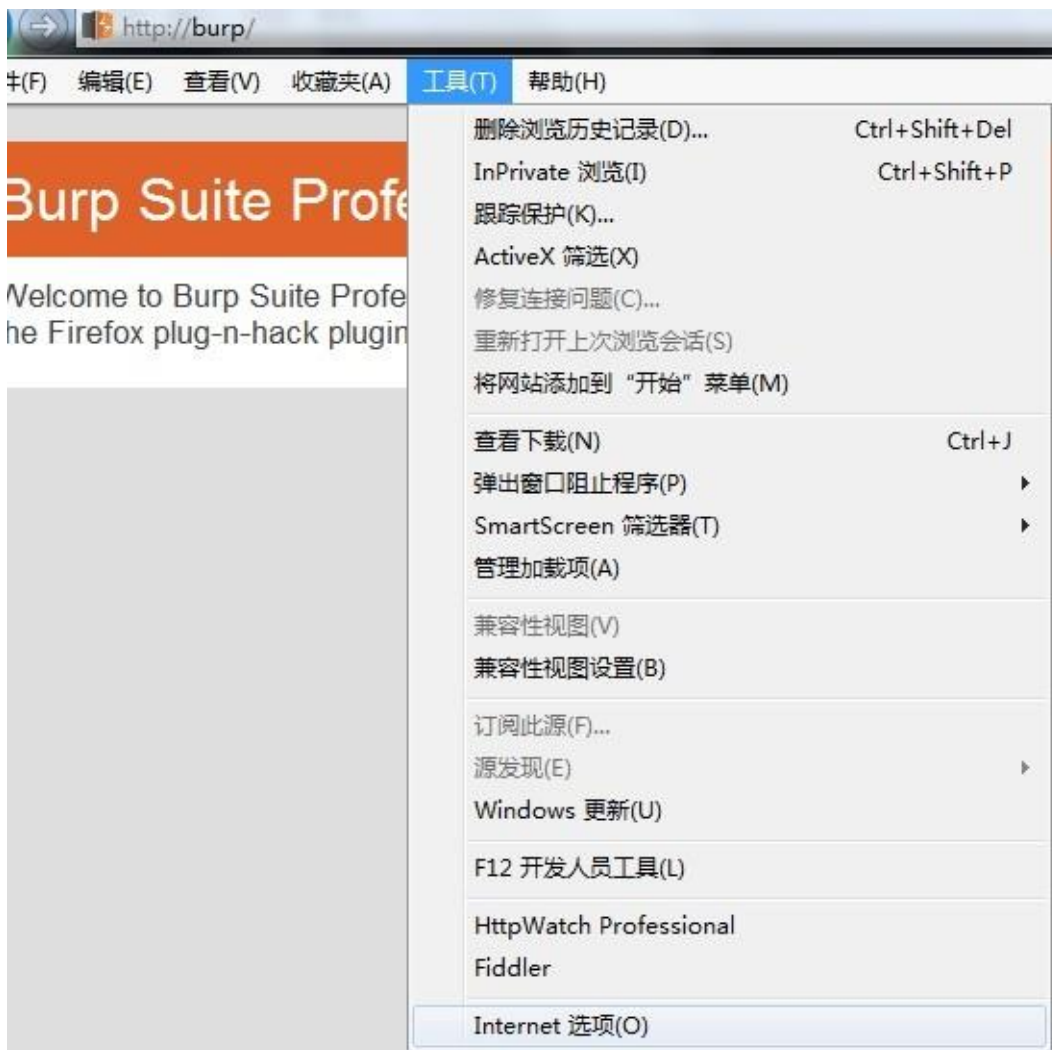 http://burp/
件(F) 编辑(E) 查看(V) 收藏夹(A) 工具(T) 帮助(H)
Burp Suite Profe
Welcome to Burp Suite Profe
he Firefox plug-n-hack plugin
删除浏览历史记录(D)... Ctrl+Shift+Del
InPrivate 浏览(I) Ctrl+Shift+P
跟踪保护(K)...
ActiveX 筛选(X)
修复连接问题(C)...
重新打开上次浏览会话(S)
将网站添加到“开始”菜单(M)
查看下载(N) Ctrl+J
弹出窗口阻止程序(P)
SmartScreen 筛选器(T)
管理加载项(A)
兼容性视图(V)
兼容性视图设置(B)
订阅此源(F)...
源发现(E)
Windows 更新(U)
F12 开发人员工具(L)
HttpWatch Professional
Fiddler
Internet 选项(O)